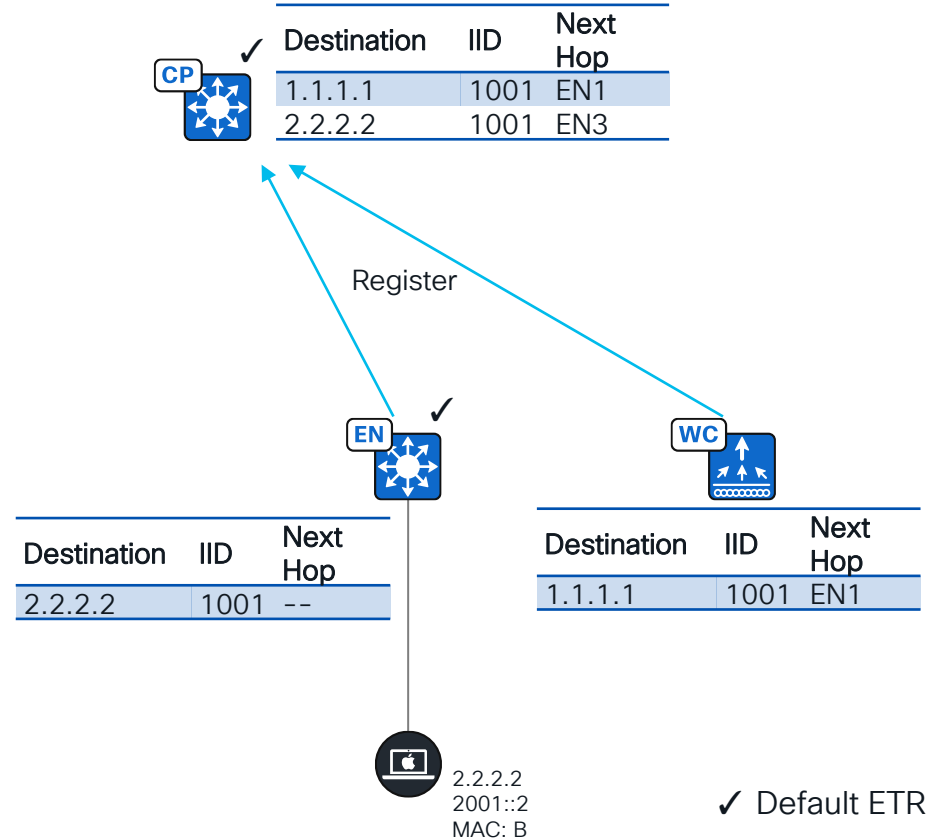 Destination IID Next Hop
1.1.1.1 1001 EN1
2.2.2.2 1001 EN3
CP
Register
EN
WC
Destination IID Next Hop
2.2.2.2 1001 --
Destination IID Next Hop
1.1.1.1 1001 EN1
2.2.2.2
2001::2
MAC: B
✓ Default ETR